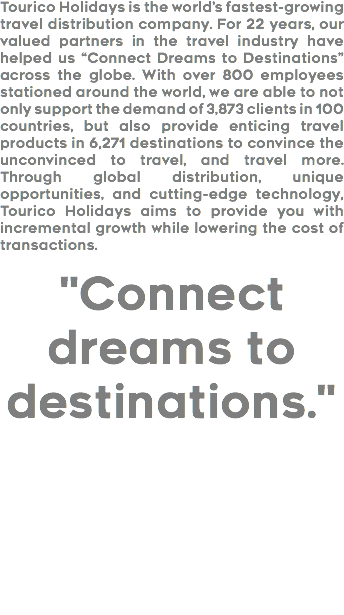 Tourico Holidays is the world's fastest-growing
travel distribution company. For 22 years, our
valued partners in the travel industry have
helped us “Connect Dreams to Destinations”
across the globe. With over 800 employees
stationed around the world, we are able to not
only support the demand of 3,873 clients in 100
countries, but also provide enticing travel
products in 6,271 destinations to convince the
unconvinced to travel, and travel more.
Through global distribution, unique
opportunities, and cutting-edge technology,
Tourico Holidays aims to provide you with
incremental growth while lowering the cost of
transactions.
"Connect
dreams to
destinations."